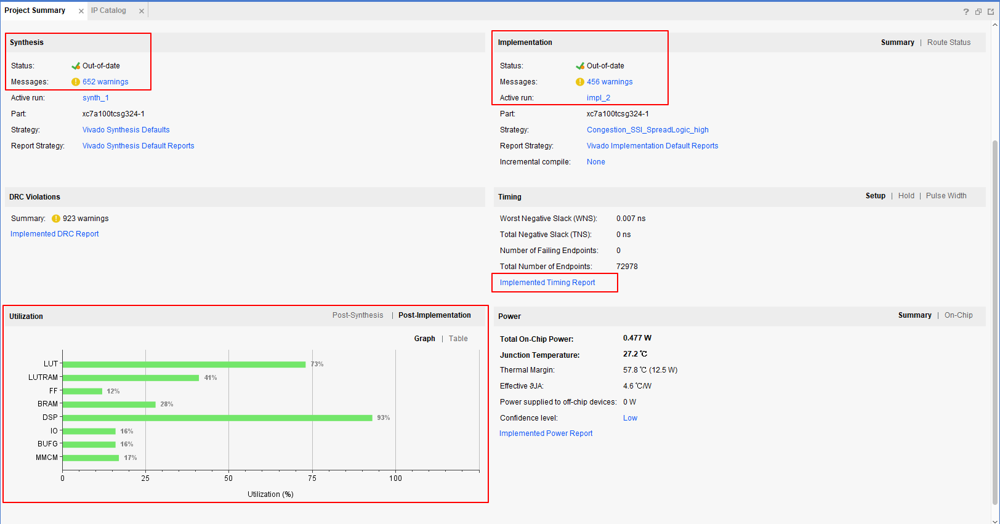 Project Summary × IP Catalog ×
?
Synthesis
Status: Out-of-date
Messages: 652 warnings
Active run: synth_1
Part: xc7a100tcsg324-1
Strategy: Vivado Synthesis Defaults
Report Strategy: Vivado Synthesis Default Reports
Implementation
Summary | Route Status
Status: Out-of-date
Messages: 456 warnings
Active run: impl_2
Part: xc7a100tcsg324-1
Strategy: Congestion_SSI_SpreadLogic_high
Report Strategy: Vivado Implementation Default Reports
Incremental compile: None
DRC Violations
Summary: 923 warnings
Implemented DRC Report
Timing
Setup | Hold | Pulse Width
Worst Negative Slack (WNS): 0.007 ns
Total Negative Slack (TNS): 0 ns
Number of Failing Endpoints: 0
Total Number of Endpoints: 72978
Implemented Timing Report
Utilization
Post-Synthesis | Post-Implementation
Graph | Table
LUT 73%
LUTRAM 41%
FF 12%
BRAM 28%
DSP 93%
IO 16%
BUFG 16%
MMCM 17%
0 25 50 75 100
Utilization (%)
Power
Summary | On-Chip
Total On-Chip Power: 0.477 W
Junction Temperature: 27.2 ℃
Thermal Margin: 57.8 ℃ (12.5 W)
Effective ϑJA: 4.6 ℃/W
Power supplied to off-chip devices: 0 W
Confidence level: Low
Implemented Power Report